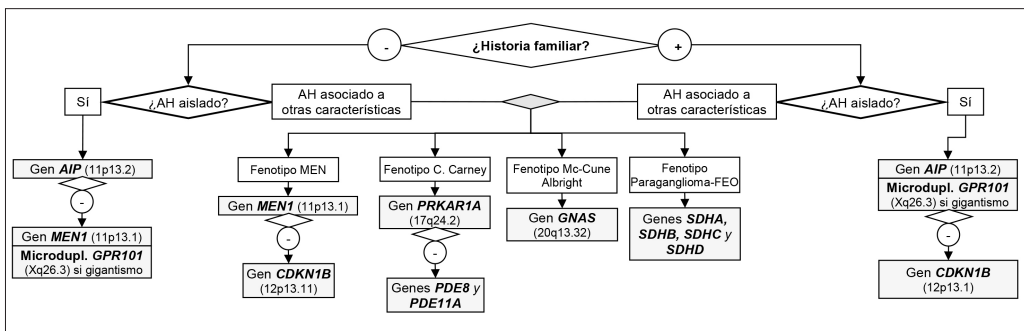 ¿Historia familiar?
-
+
Sí
¿AH aislado?
AH asociado a
otras características
AH asociado a
otras características
¿AH aislado?
Sí
Gen AIP (11p13.2)
-
Gen MEN1 (11p13.1)
Microdupl. GPR101
(Xq26.3) si gigantismo
Fenotipo MEN
Gen MEN1 (11p13.1)
-
Gen CDKN1B
(12p13.11)
Fenotipo C. Carney
Gen PRKAR1A
(17q24.2)
-
Genes PDE8 y
PDE11A
Fenotipo Mc-Cune
Albright
Gen GNAS
(20q13.32)
Fenotipo
Paraganglioma-FEO
Genes SDHA,
SDHB, SDHC y
SDHD
Gen AIP (11p13.2)
Microdupl. GPR101
(Xq26.3) si gigantismo
-
Gen CDKN1B
(12p13.1)